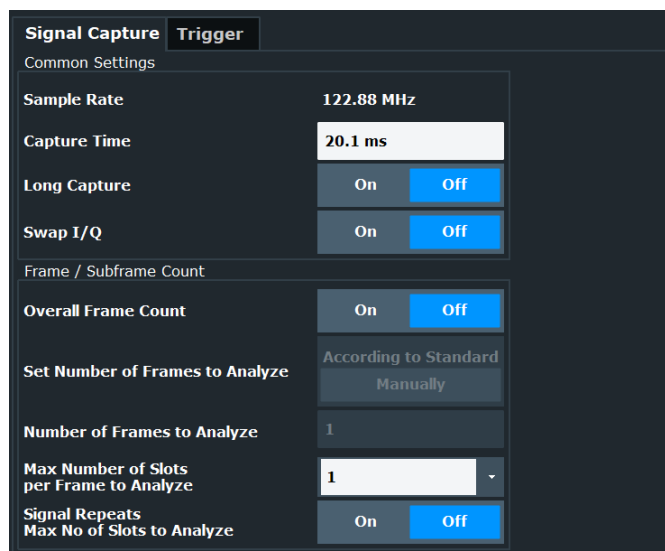 Signal Capture Trigger
Common Settings
Sample Rate 122.88 MHz
Capture Time 20.1 ms
Long Capture On Off
Swap I/Q On Off
Frame / Subframe Count
Overall Frame Count On Off
According to Standard
Set Number of Frames to Analyze
Manually
Number of Frames to Analyze 1
Max Number of Slots
per Frame to Analyze 1
Signal Repeats
Max No of Slots to Analyze On Off